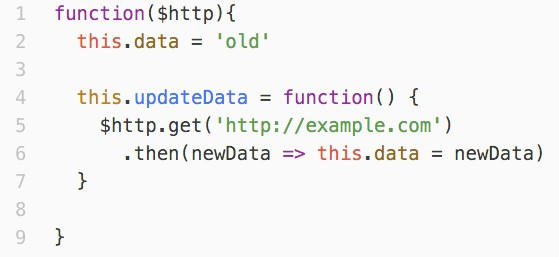 1 function($http){
2   this.data = 'old'
3
4   this.updateData = function() {
5     $http.get('http://example.com')
6       .then(newData => this.data = newData)
7   }
8
9 }